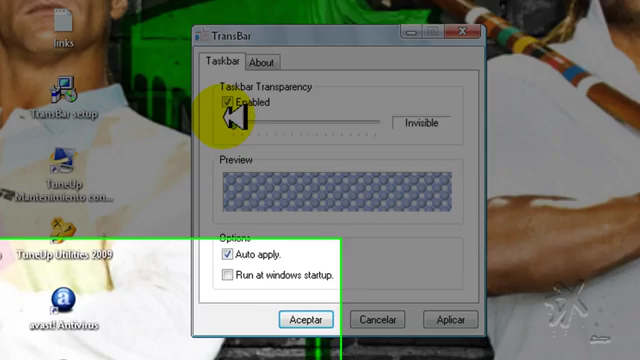 links
TransBar setup
TuneUp
Mantenimiento con...
TuneUp Utilities 2009
avast! Antivirus
TransBar
Taskbar
About
Taskbar Transparency
Enabled
Invisible
Preview
Options
Auto apply.
Run at windows startup.
Aceptar
Cancelar
Aplicar